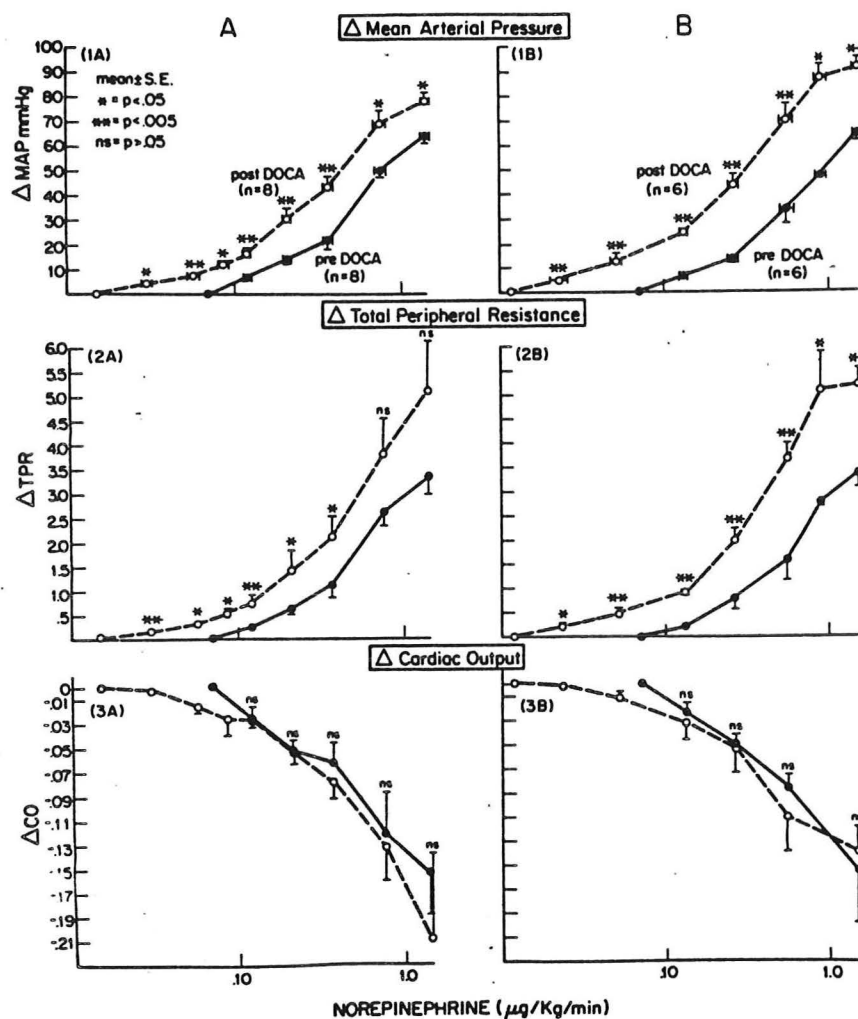 A
B
Δ Mean Arterial Pressure
(1A)
mean±S.E.
* = p<.05
** = p<.005
ns = p>.05
ΔMAP mmHg
100
90
80
70
60
50
40
30
20
10
* ** * ** ** ** * *
post DOCA
(n=8)
pre DOCA
(n=8)
(1B)
** ** ** ** ** *
post DOCA
(n=6)
pre DOCA
(n=6)
Δ Total Peripheral Resistance
(2A)
ΔTPR
6.0
5.5
5.0
4.5
4.0
3.5
3.0
2.5
2.0
1.5
1.0
.5
** * * ** * * ns ns
(2B)
* ** ** ** ** * *
Δ Cardiac Output
(3A)
ΔCO
0
-.01
-.03
-.05
-.07
-.09
-.11
-.13
-.15
-.17
-.19
-.21
ns ns ns ns ns
(3B)
ns ns ns
.10 1.0
.10 1.0
NOREPINEPHRINE (μg/Kg/min)